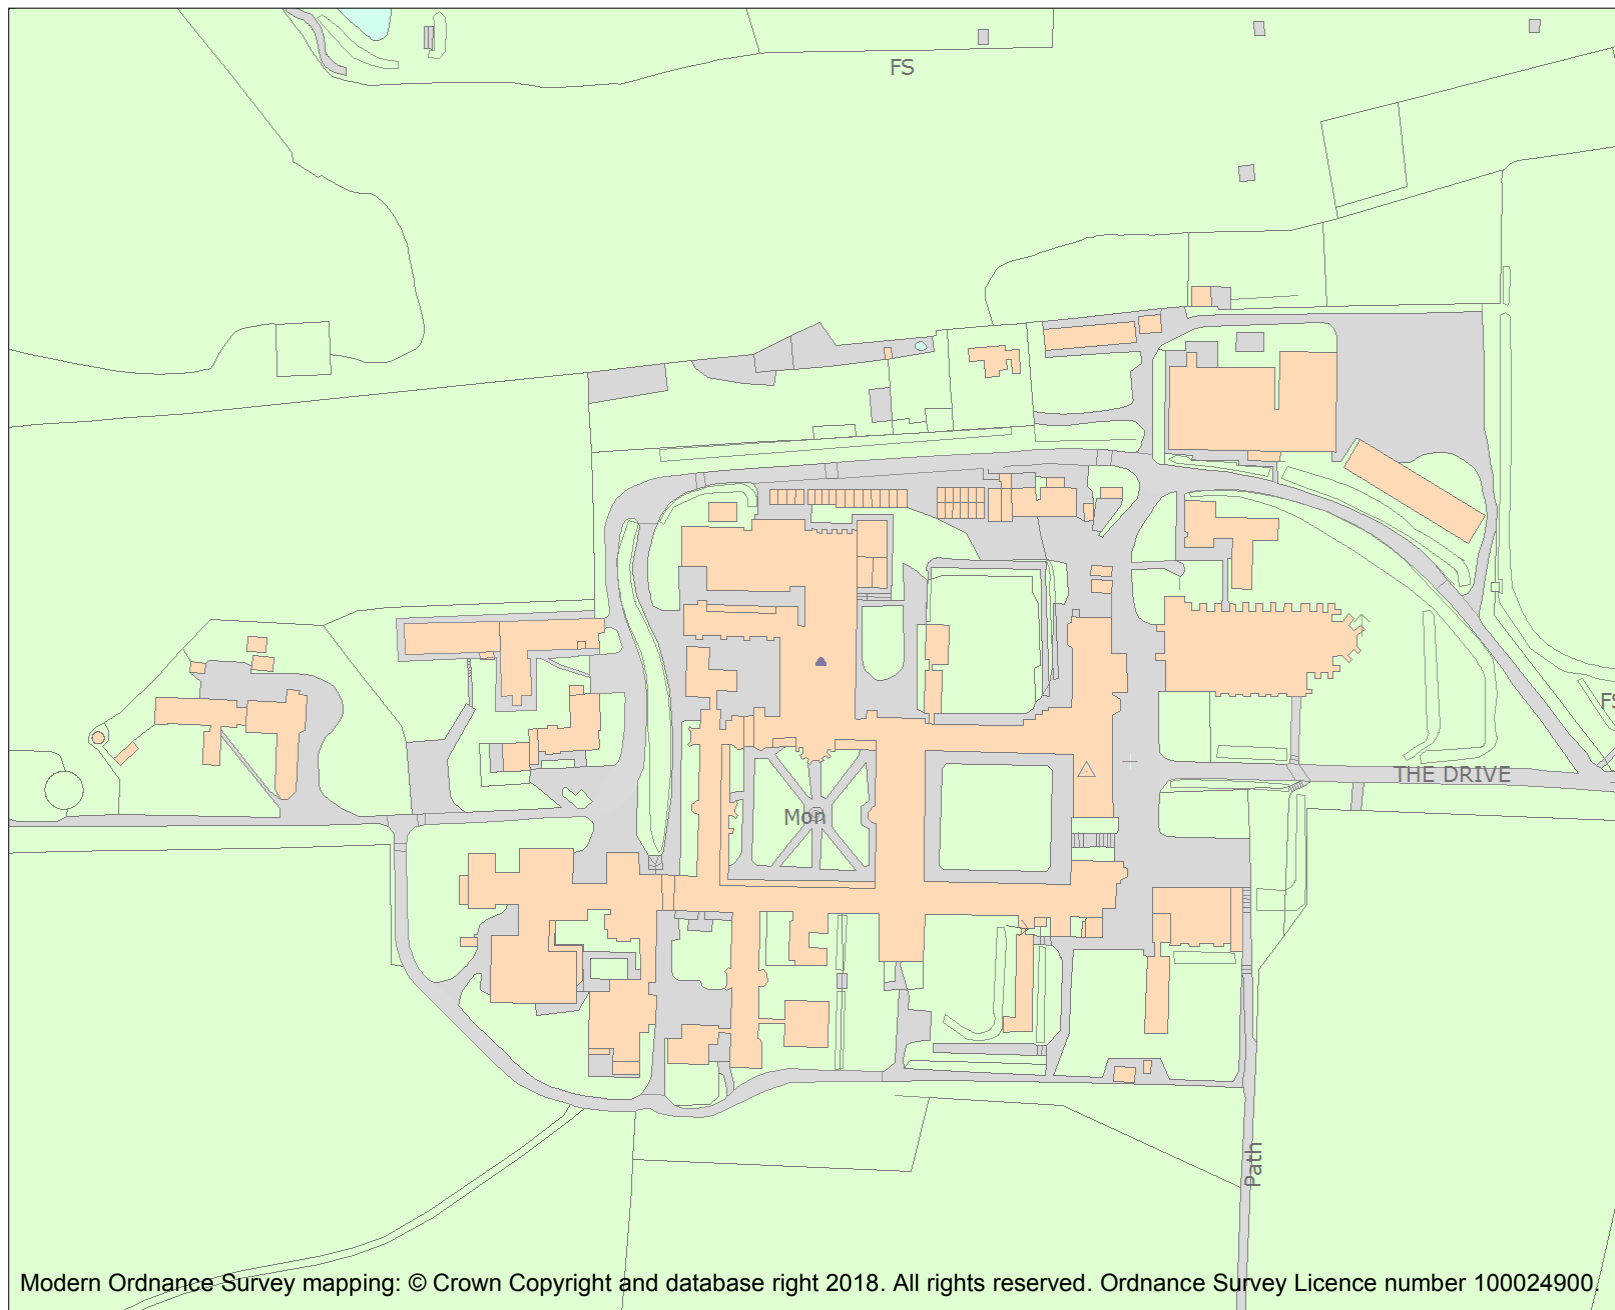 FS
FS
THE DRIVE
Mon
Path
Modern Ordnance Survey mapping: © Crown Copyright and database right 2018. All rights reserved. Ordnance Survey Licence number 100024900.